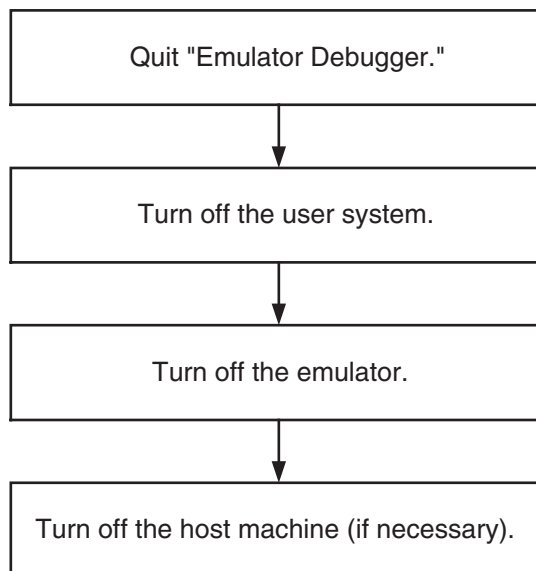 Quit "Emulator Debugger."
Turn off the user system.
Turn off the emulator.
Turn off the host machine (if necessary).